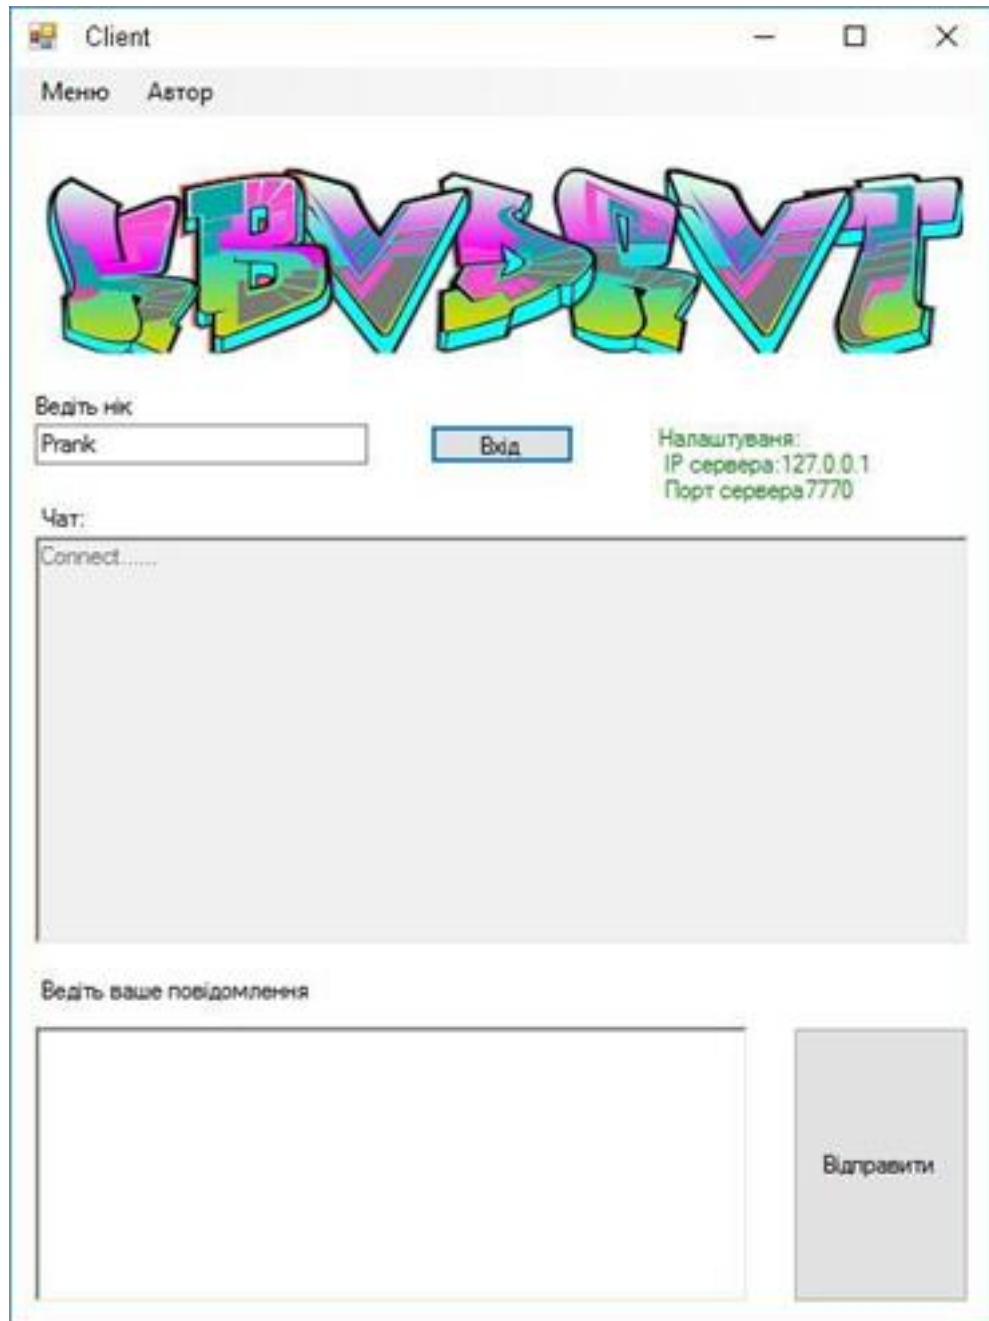 Client
Меню Автор
KBVDRVT
Ведіть нік
Prank
Вхід
Налаштуваня:
IP сервера:127.0.0.1
Порт сервера7770
Чат:
Connect......
Ведіть ваше повідомлення
Відправити